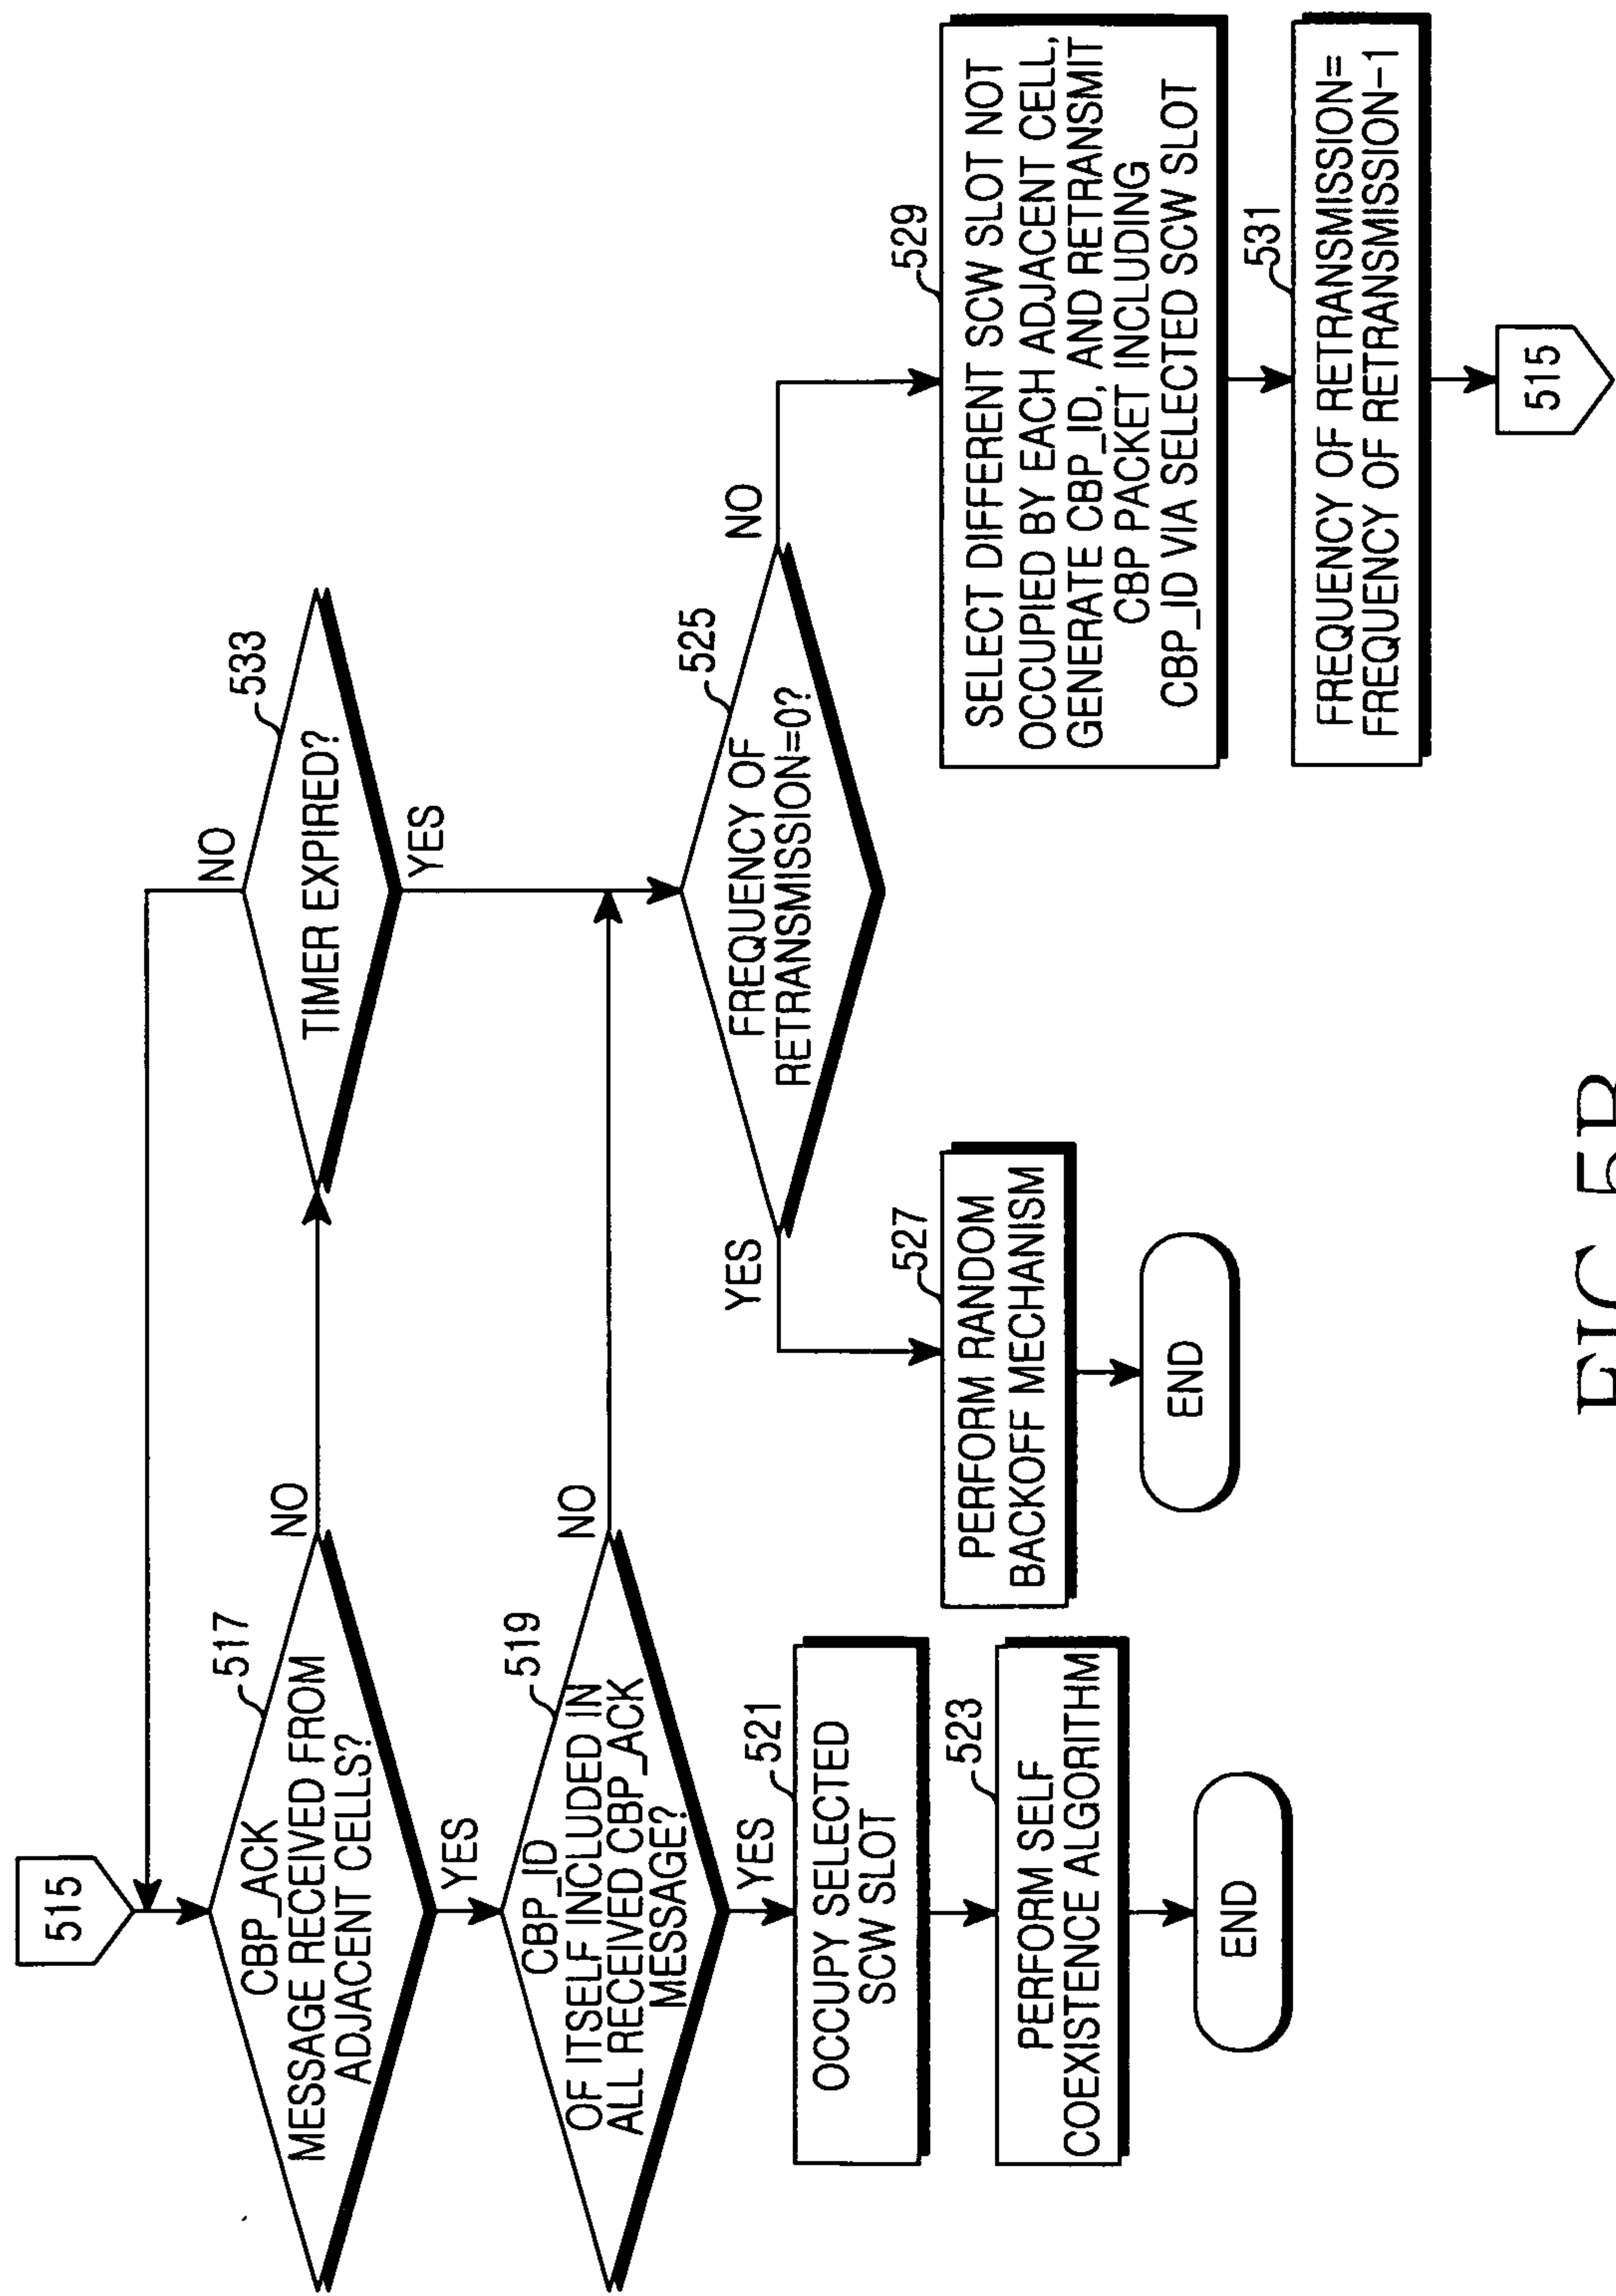 515
517
CBP_ACK
MESSAGE RECEIVED FROM
ADJACENT CELLS?
NO
YES
533
TIMER EXPIRED?
NO
YES
519
CBP_ID
OF ITSELF INCLUDED IN
ALL RECEIVED CBP_ACK
MESSAGE?
NO
YES
525
FREQUENCY OF
RETRANSMISSION=0?
YES
NO
521
OCCUPY SELECTED
SCW SLOT
523
PERFORM SELF
COEXISTENCE ALGORITHM
END
527
PERFORM RANDOM
BACKOFF MECHANISM
END
529
SELECT DIFFERENT SCW SLOT NOT
OCCUPIED BY EACH ADJACENT CELL,
GENERATE CBP_ID, AND RETRANSMIT
CBP PACKET INCLUDING
CBP_ID VIA SELECTED SCW SLOT
531
FREQUENCY OF RETRANSMISSION=
FREQUENCY OF RETRANSMISSION-1
515
FIG.5B